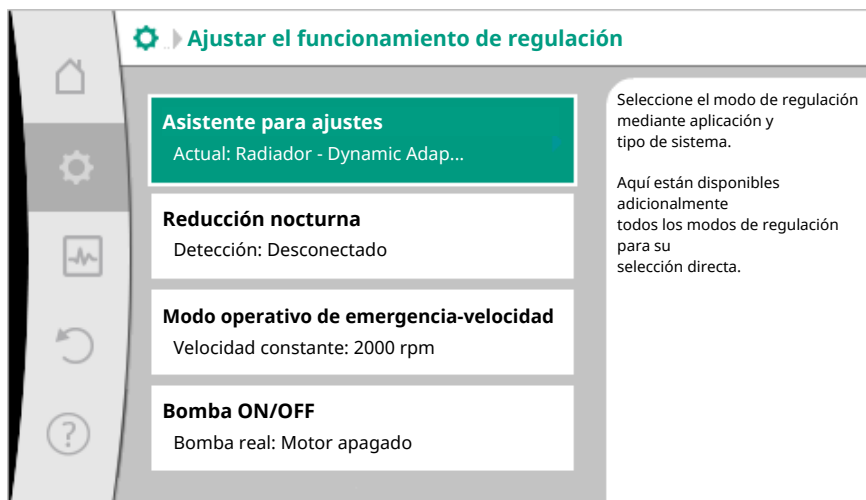 Ajustar el funcionamiento de regulación
Asistente para ajustes
Actual: Radiador - Dynamic Adap...
Reducción nocturna
Detección: Desconectado
Modo operativo de emergencia-velocidad
Velocidad constante: 2000 rpm
Bomba ON/OFF
Bomba real: Motor apagado
Seleccione el modo de regulación
mediante aplicación y
tipo de sistema.
Aquí están disponibles
adicionalmente
todos los modos de regulación
para su
selección directa.